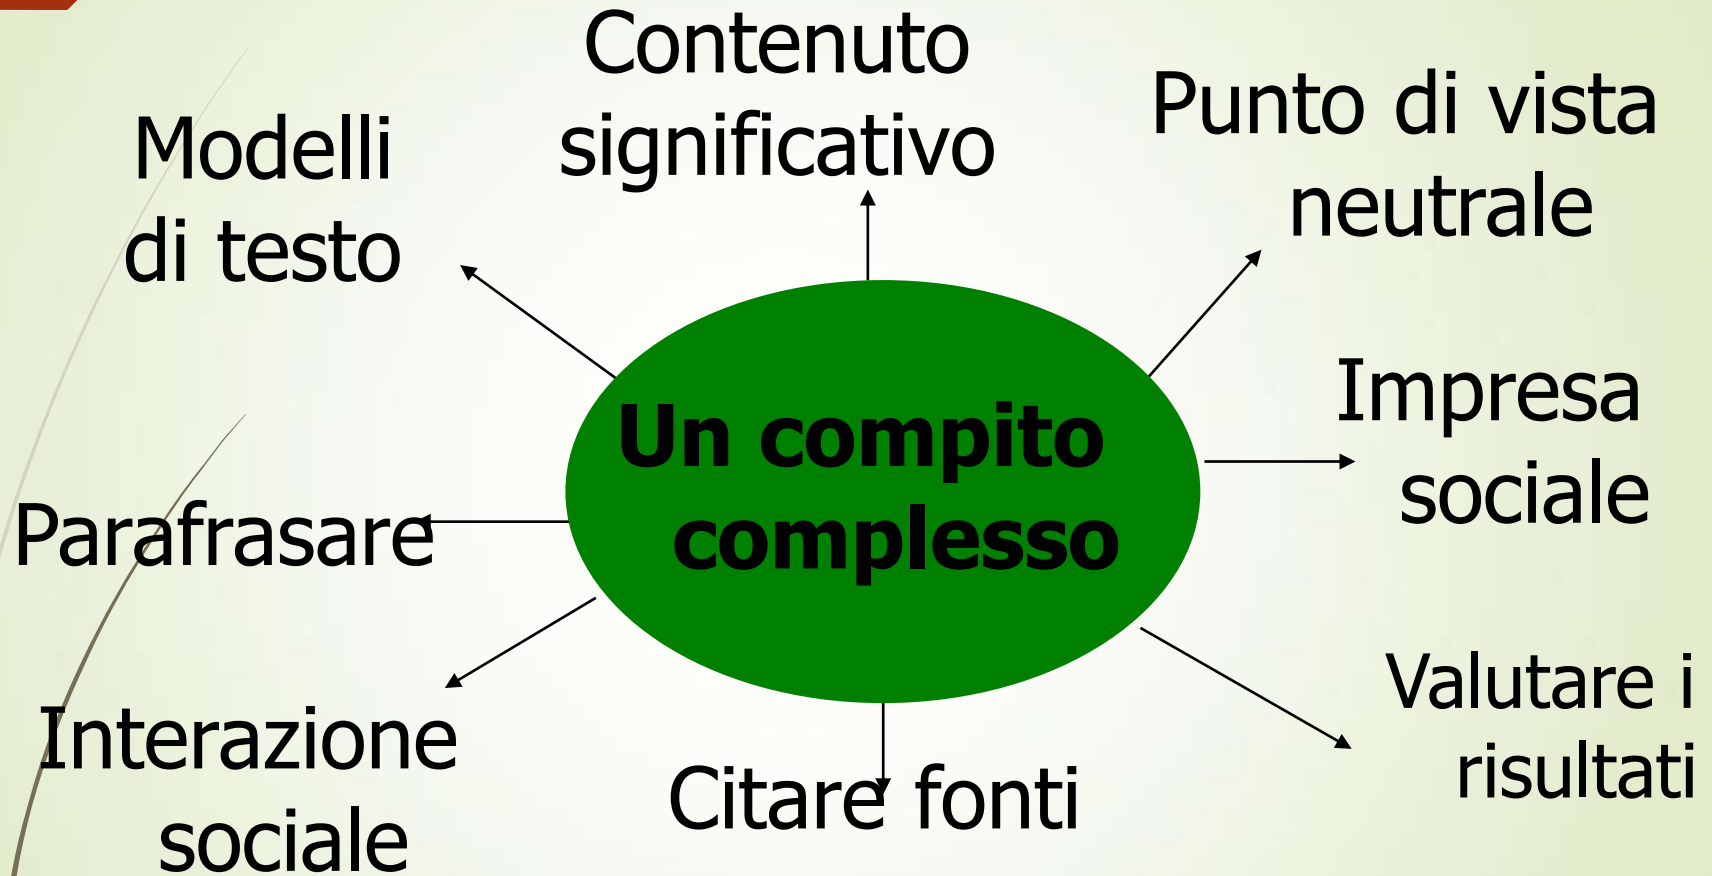 Contenuto
significativo
Modelli
di testo
Punto di vista
neutrale
Un compito
complesso
Impresa
sociale
Parafrasare
Valutare i
risultati
Interazione
sociale
Citare fonti